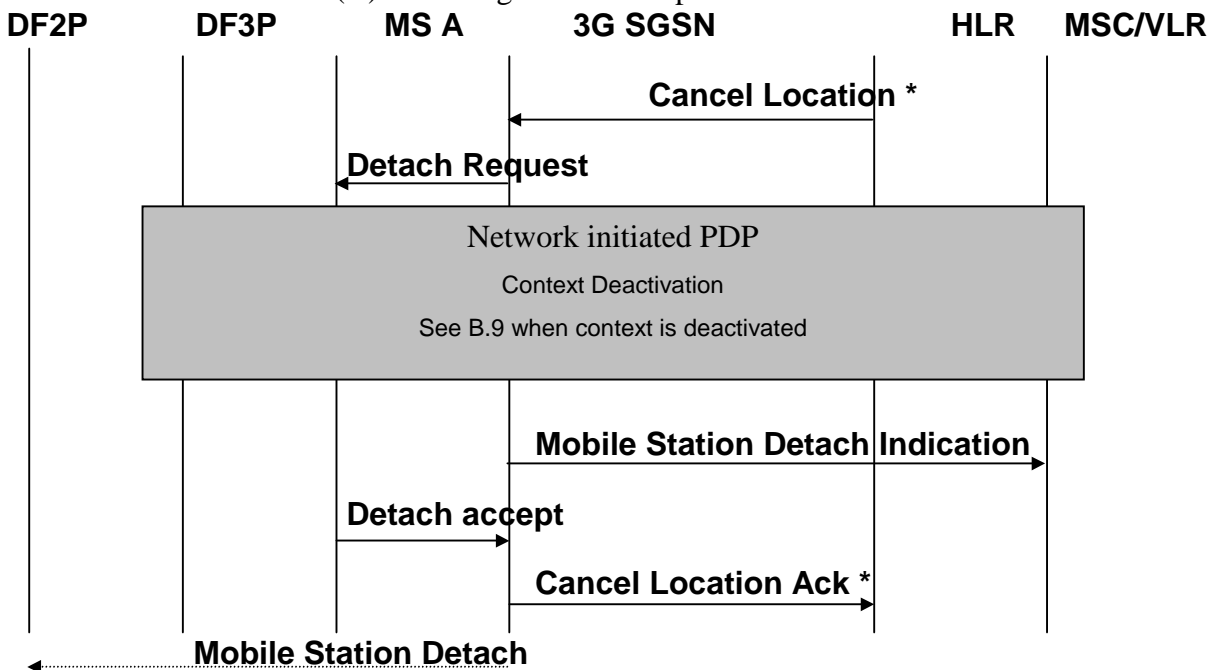 DF2P DF3P MS A 3G SGSN HLR MSC/VLR
Cancel Location *
Detach Request
Network initiated PDP
Context Deactivation
See B.9 when context is deactivated
Mobile Station Detach Indication
Detach accept
Cancel Location Ack *
Mobile Station Detach